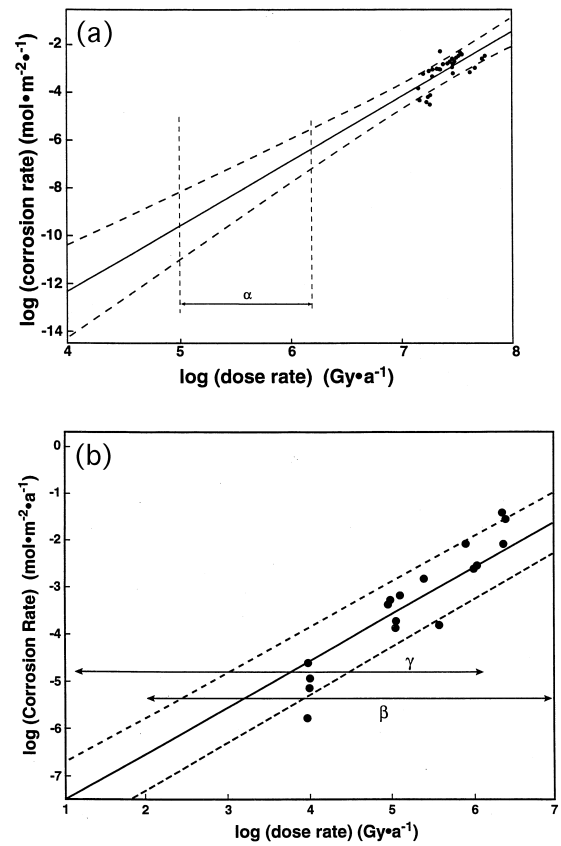 (a)
-2
-4
-6
-8
-10
-12
-14
log (corrosion rate) (mol•m-2•-1)
α
4 5 6 7 8
log (dose rate) (Gy•a-1)
(b)
0
-1
-2
-3
-4
-5
-6
-7
log (Corrosion Rate) (mol•m-2•a-1)
γ
β
1 2 3 4 5 6 7
log (dose rate) (Gy•a-1)